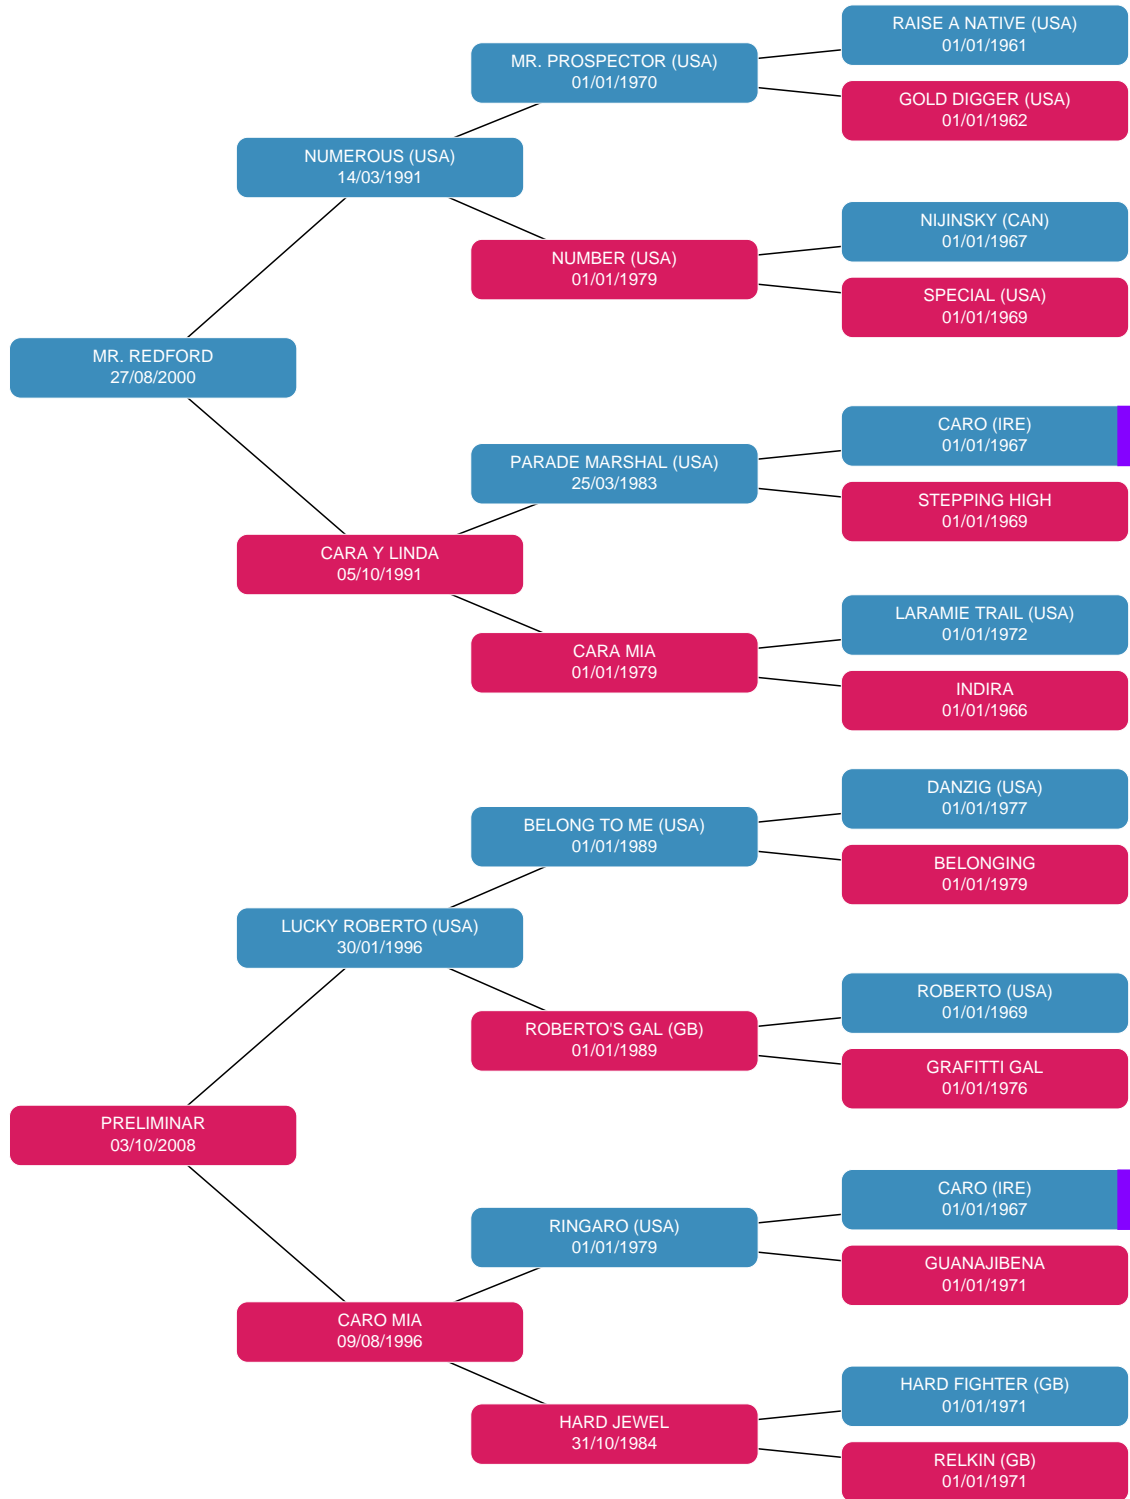 RAISE A NATIVE (USA)
01/01/1961
MR. PROSPECTOR (USA)
01/01/1970
GOLD DIGGER (USA)
01/01/1962
NUMEROUS (USA)
14/03/1991
NIJINSKY (CAN)
01/01/1967
NUMBER (USA)
01/01/1979
SPECIAL (USA)
01/01/1969
MR. REDFORD
27/08/2000
CARO (IRE)
01/01/1967
PARADE MARSHAL (USA)
25/03/1983
STEPPING HIGH
01/01/1969
CARA Y LINDA
05/10/1991
LARAMIE TRAIL (USA)
01/01/1972
CARA MIA
01/01/1979
INDIRA
01/01/1966
DANZIG (USA)
01/01/1977
BELONG TO ME (USA)
01/01/1989
BELONGING
01/01/1979
LUCKY ROBERTO (USA)
30/01/1996
ROBERTO (USA)
01/01/1969
ROBERTO'S GAL (GB)
01/01/1989
GRAFITTI GAL
01/01/1976
PRELIMINAR
03/10/2008
CARO (IRE)
01/01/1967
RINGARO (USA)
01/01/1979
GUANAJIBENA
01/01/1971
CARO MIA
09/08/1996
HARD FIGHTER (GB)
01/01/1971
HARD JEWEL
31/10/1984
RELKIN (GB)
01/01/1971